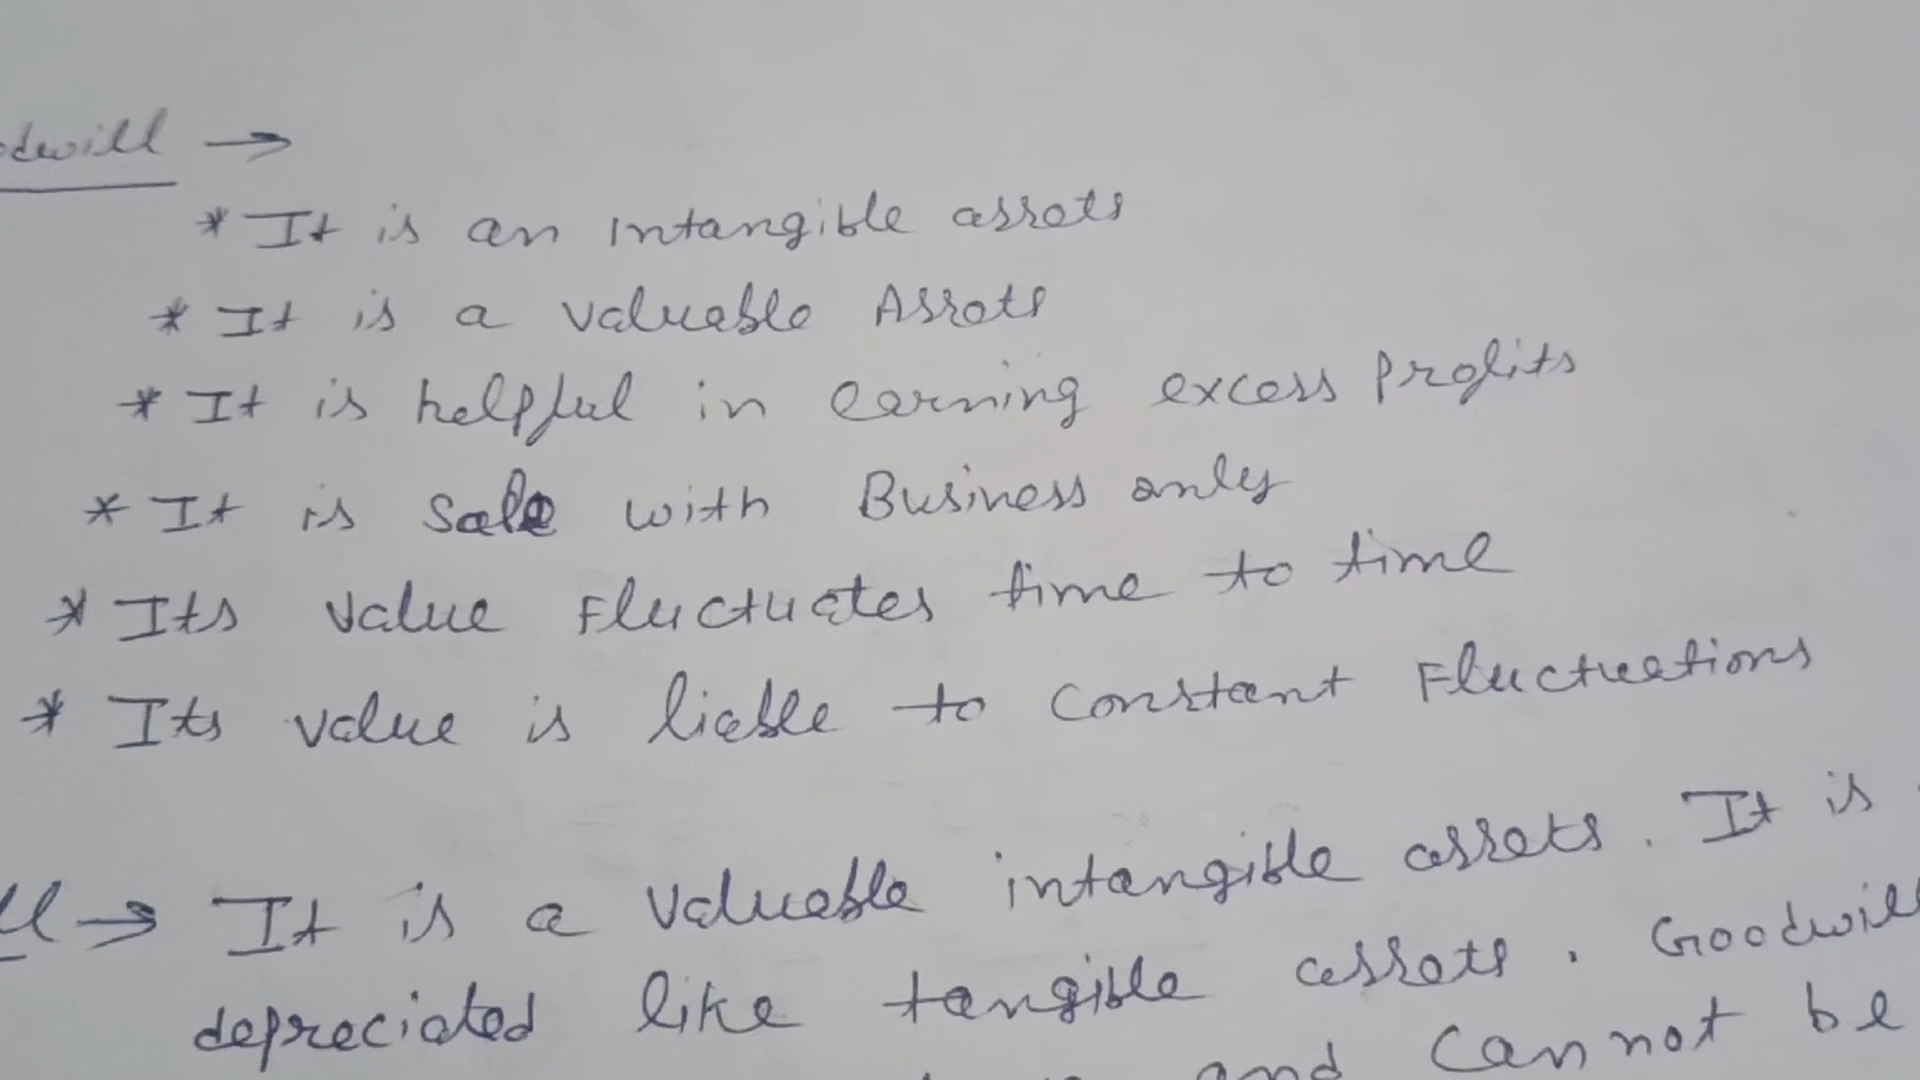 dwill →
* It is an Intangible assets
* It is a valuable Assets
* It is helpful in earning excess Profits
* It is Sale with Business only
* Its value Fluctuates time to time
* Its value is liable to Constant Fluctuations
ll → It is a valuable intangible assets. It is
depreciated like tangible assets. Goodwill
and Cannot be